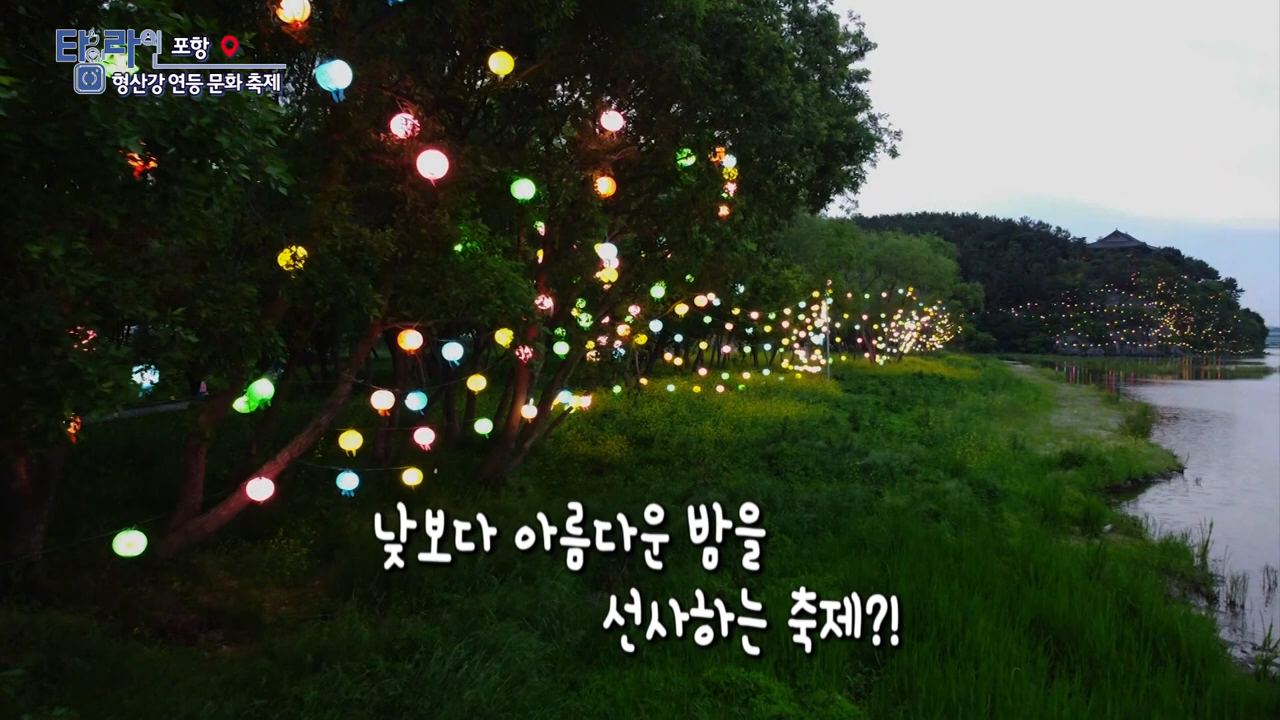 타임라인 포항
형산강 연등 문화 축제
낮보다 아름다운 밤을
선사하는 축제?!